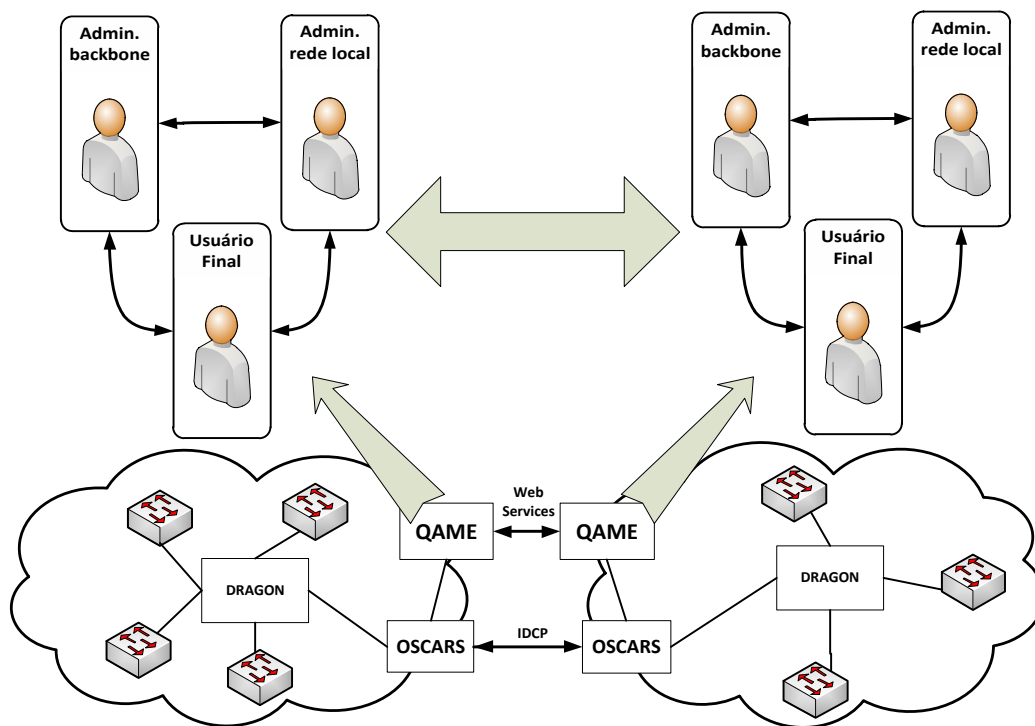 Admin.
backbone
Admin.
rede local
Usuário
Final
Admin.
backbone
Admin.
rede local
Usuário
Final
Web
Services
QAME
QAME
DRAGON
DRAGON
OSCARS
IDCP
OSCARS